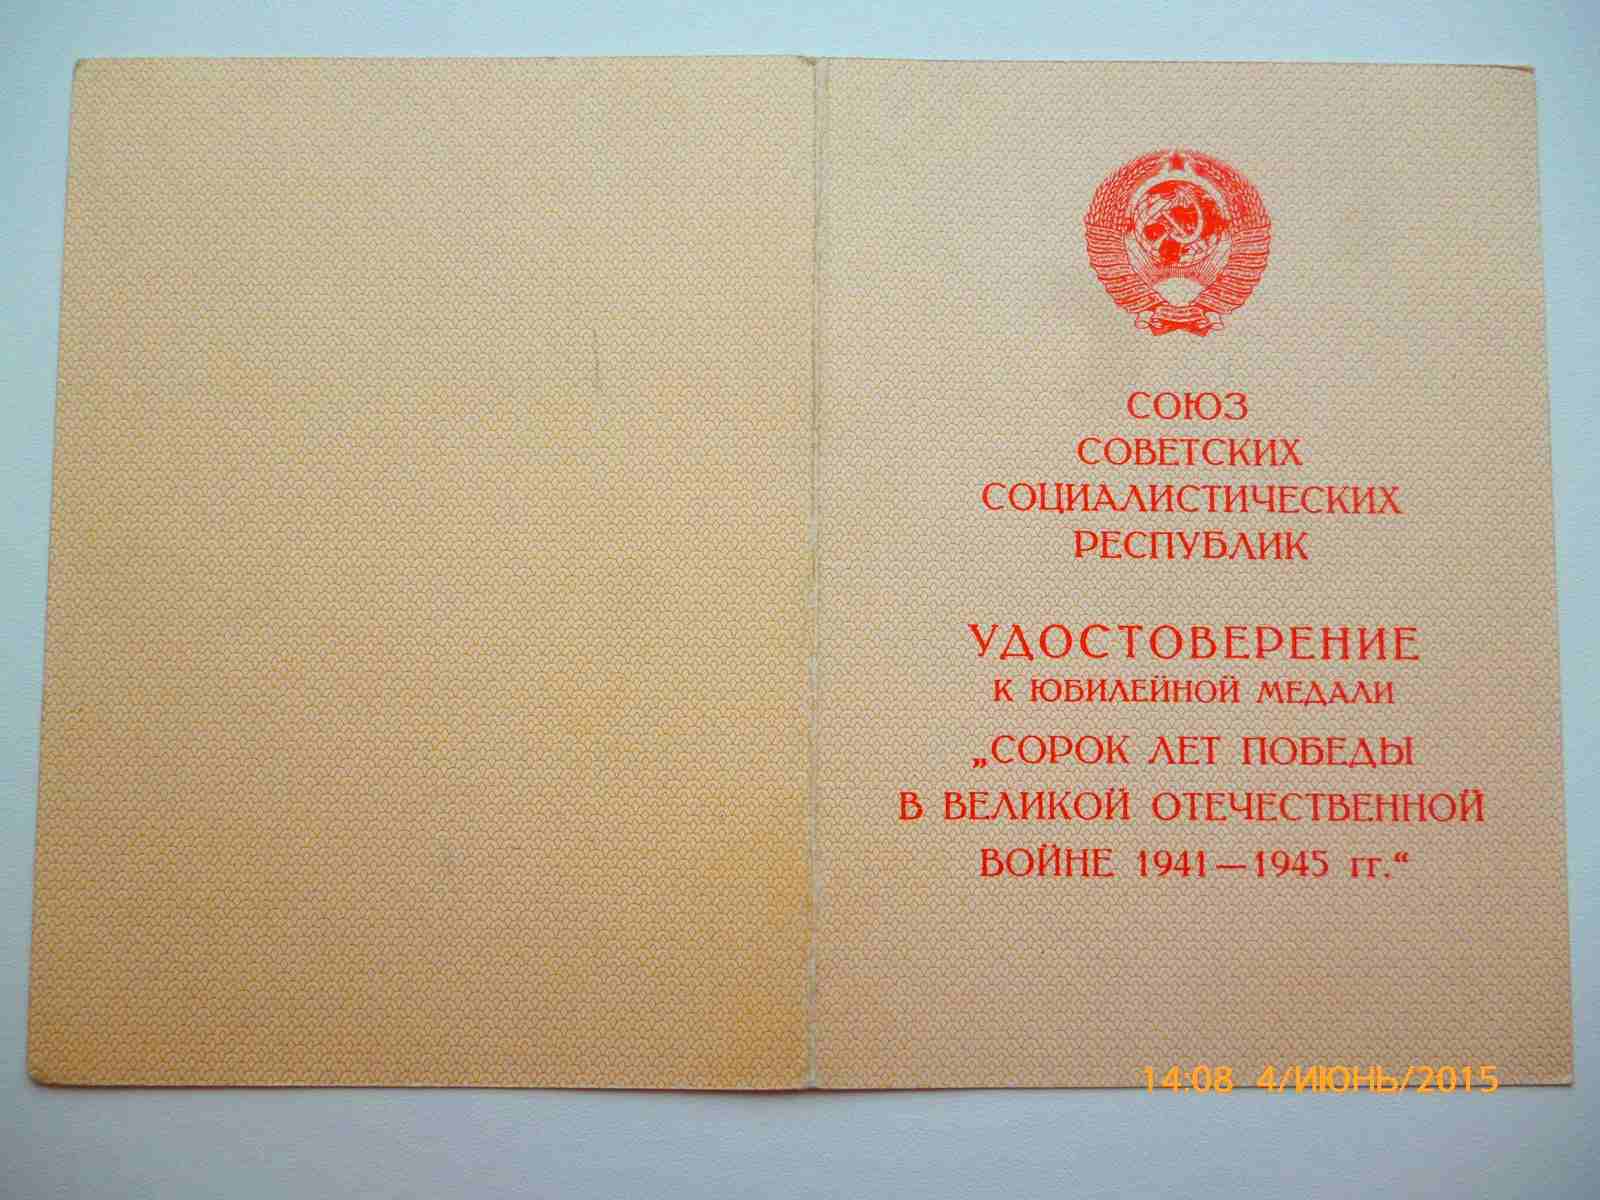 СОЮЗ
СОВЕТСКИХ
СОЦИАЛИСТИЧЕСКИХ
РЕСПУБЛИК
УДОСТОВЕРЕНИЕ
К ЮБИЛЕЙНОЙ МЕДАЛИ
„СОРОК ЛЕТ ПОБЕДЫ
В ВЕЛИКОЙ ОТЕЧЕСТВЕННОЙ
ВОЙНЕ 1941—1945 гг.“
14:08 4/ИЮНЬ/2015